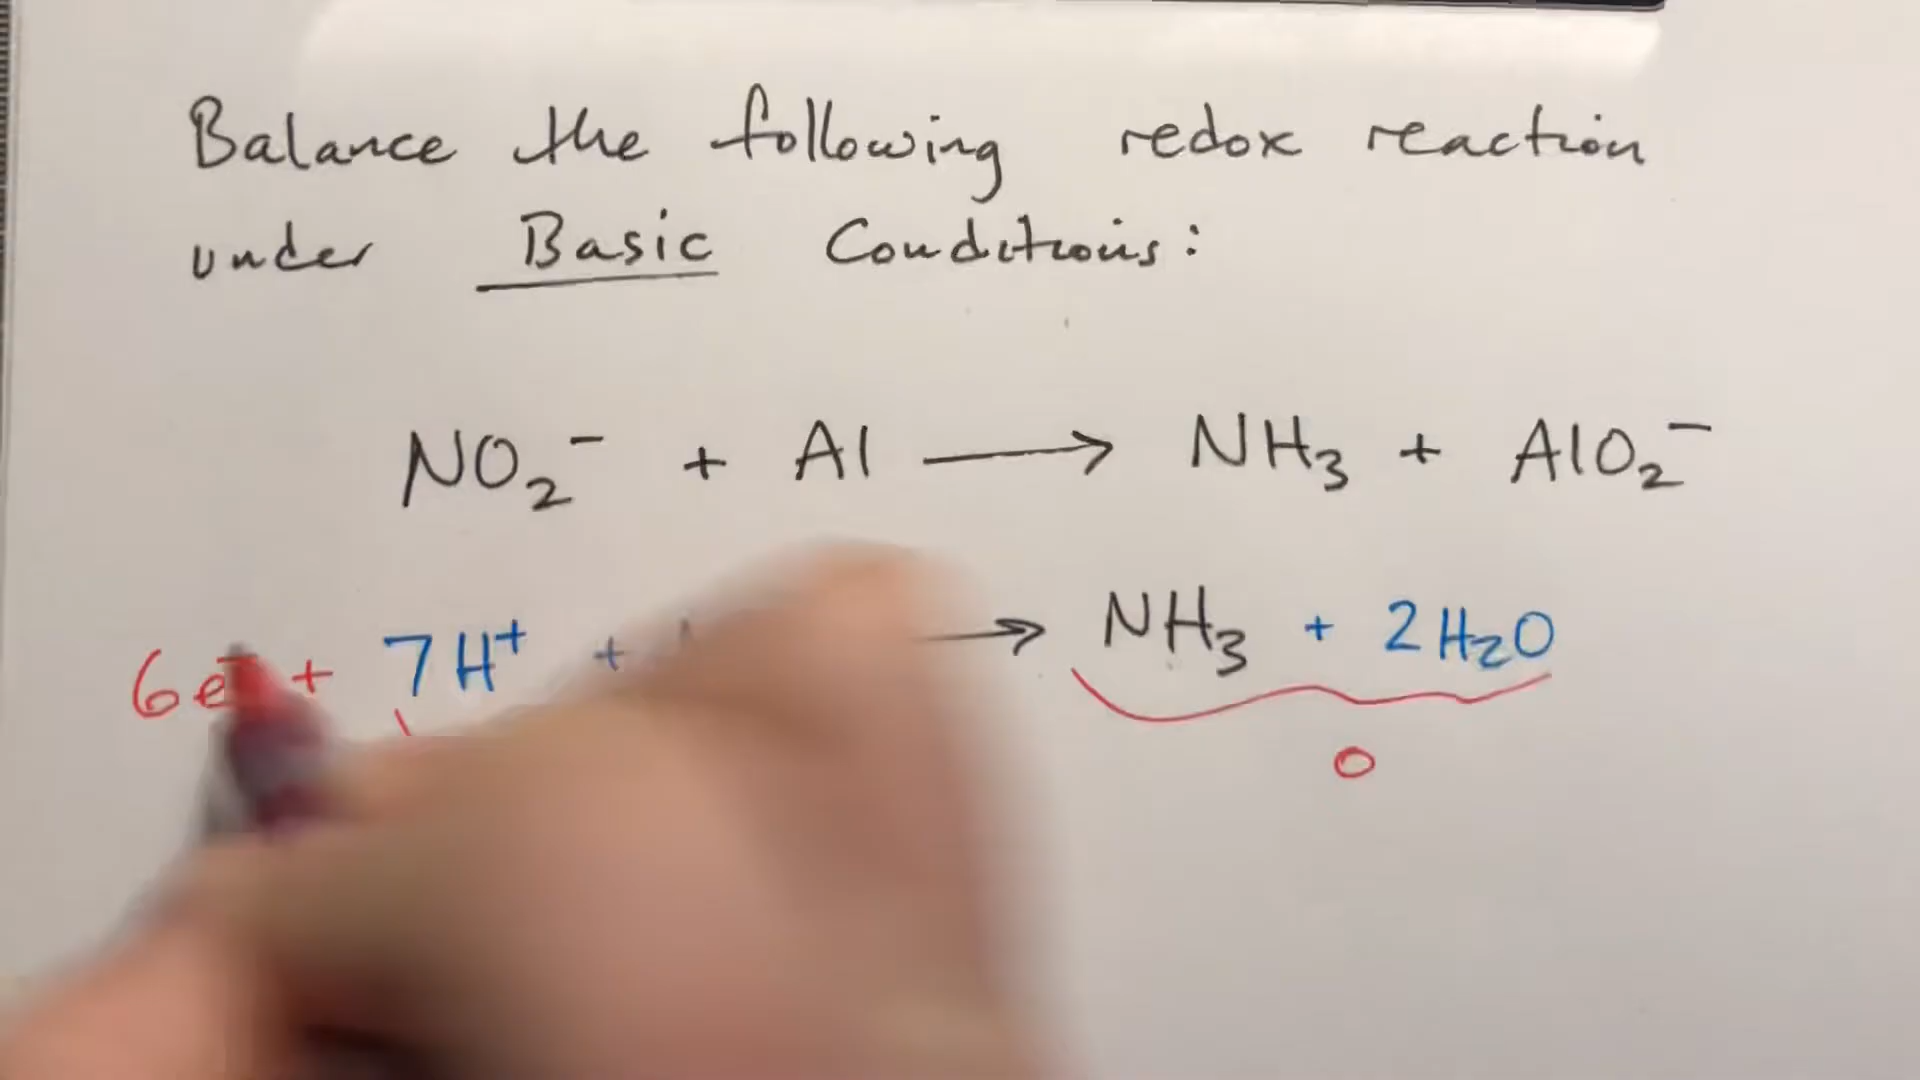 Balance the following redox reaction
under Basic Conditions:
NO₂⁻ + Al ⟶ NH₃ + AlO₂⁻
6e⁻ + 7H⁺ + ⟶ NH₃ + 2H₂O
0